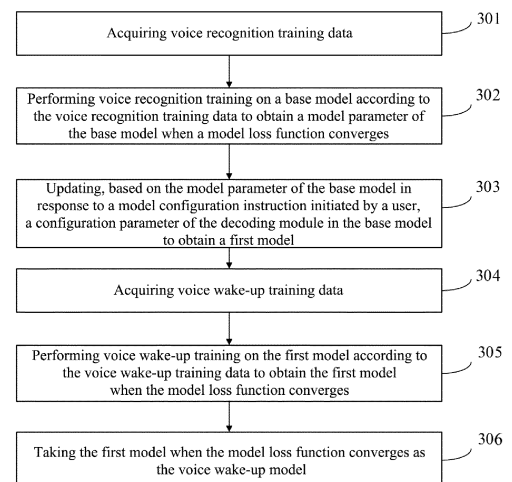 Acquiring voice recognition training data
301
Performing voice recognition training on a base model according to
the voice recognition training data to obtain a model parameter of
the base model when a model loss function converges
302
Updating, based on the model parameter of the base model in
response to a model configuration instruction initiated by a user,
a configuration parameter of the decoding module in the base model
to obtain a first model
303
Acquiring voice wake-up training data
304
Performing voice wake-up training on the first model according to
the voice wake-up training data to obtain the first model
when the model loss function converges
305
Taking the first model when the model loss function converges as
the voice wake-up model
306